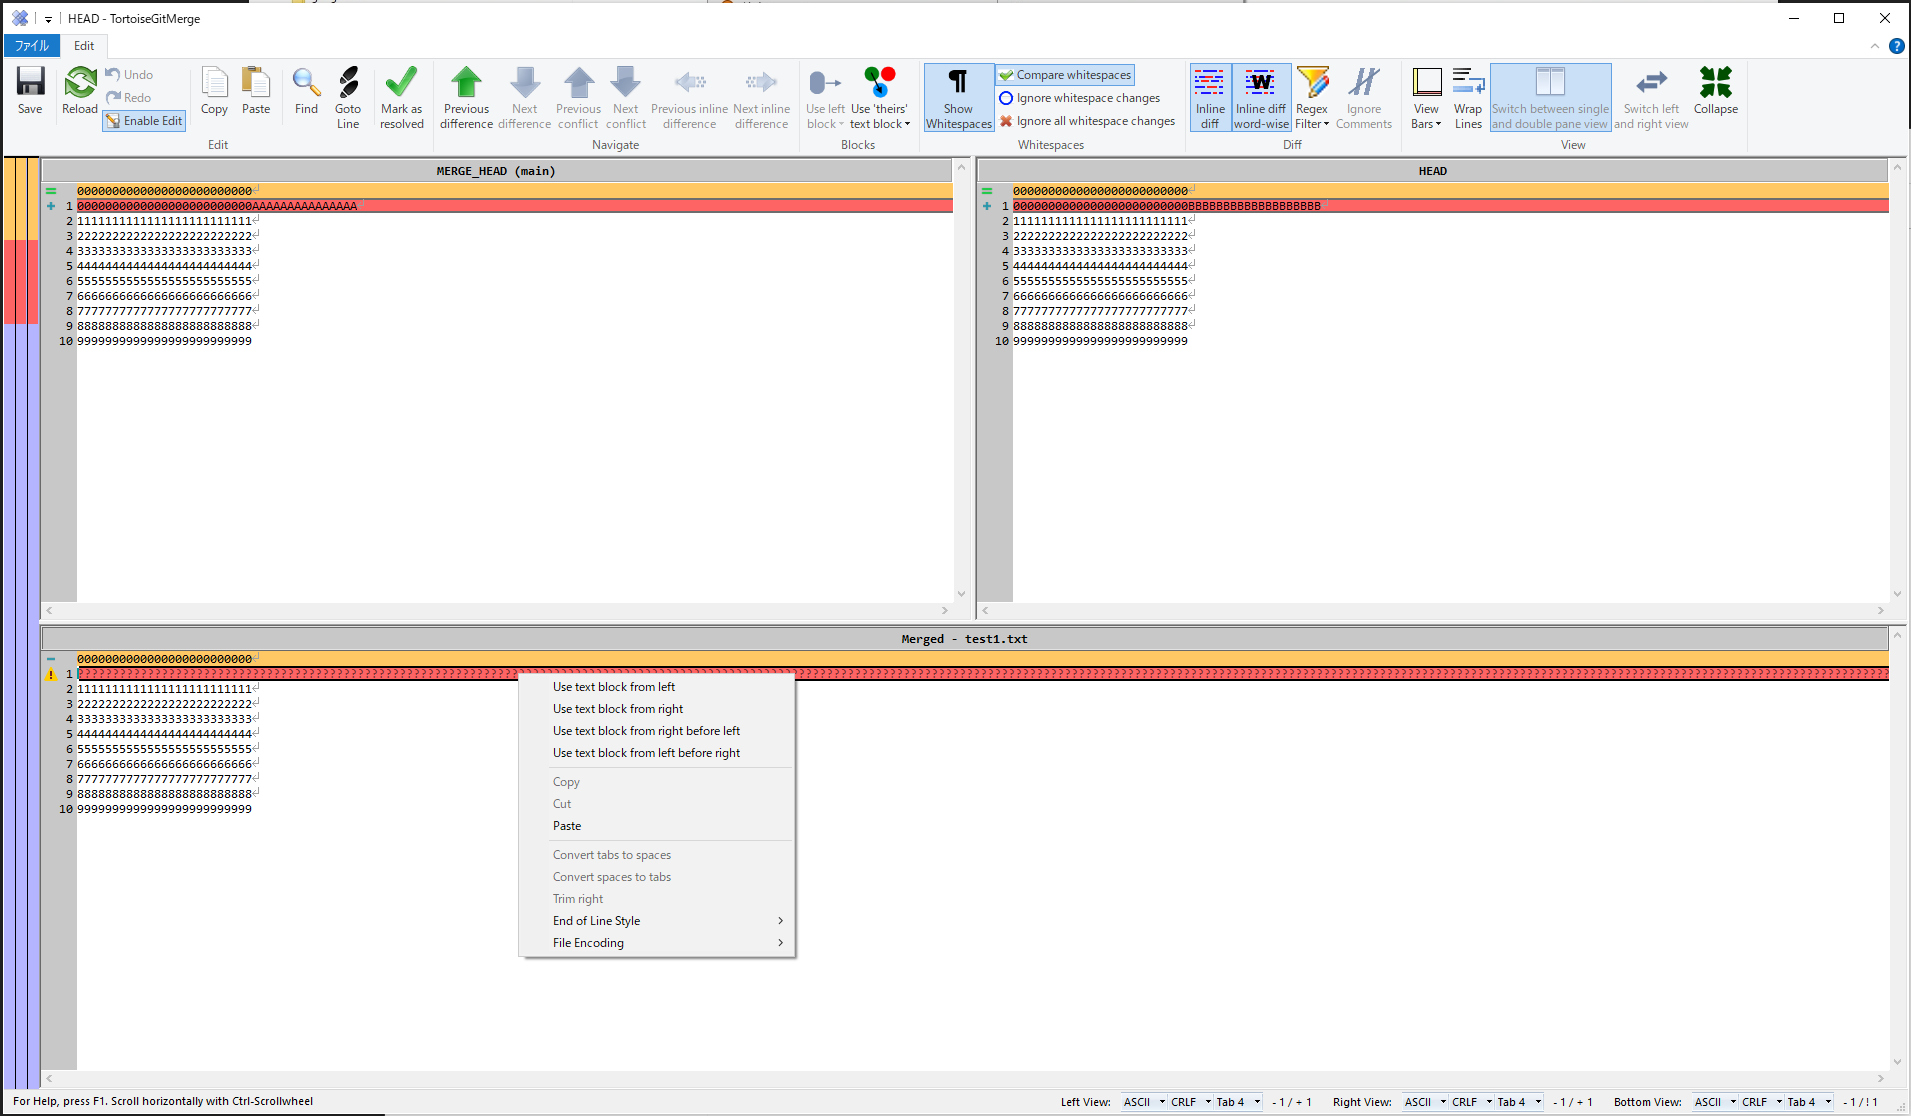 HEAD - TortoiseGitMerge
ファイル
Edit
Save
Reload
Undo
Redo
Enable Edit
Copy
Paste
Find
Goto Line
Mark as resolved
Previous difference
Next difference
Previous conflict
Next conflict
Previous inline difference
Next inline difference
Use left block
Use 'theirs' text block
Show Whitespaces
Compare whitespaces
Ignore whitespace changes
Ignore all whitespace changes
Inline diff
Inline diff word-wise
Regex Filter
Ignore Comments
View Bars
Wrap Lines
Switch between single and double pane view
Switch left and right view
Collapse
Edit
Navigate
Blocks
Whitespaces
Diff
View
MERGE_HEAD (main)
0000000000000000000000000
1 0000000000000000000000000AAAAAAAAAAAAAAA
2 1111111111111111111111111
3 2222222222222222222222222
4 3333333333333333333333333
5 4444444444444444444444444
6 5555555555555555555555555
7 6666666666666666666666666
8 7777777777777777777777777
9 8888888888888888888888888
10 9999999999999999999999999
HEAD
0000000000000000000000000
1 0000000000000000000000000BBBBBBBBBBBBBBBBBBB
2 1111111111111111111111111
3 2222222222222222222222222
4 3333333333333333333333333
5 4444444444444444444444444
6 5555555555555555555555555
7 6666666666666666666666666
8 7777777777777777777777777
9 8888888888888888888888888
10 9999999999999999999999999
Merged - test1.txt
0000000000000000000000000
1
2 1111111111111111111111111
3 2222222222222222222222222
4 3333333333333333333333333
5 4444444444444444444444444
6 5555555555555555555555555
7 6666666666666666666666666
8 7777777777777777777777777
9 8888888888888888888888888
10 9999999999999999999999999
Use text block from left
Use text block from right
Use text block from right before left
Use text block from left before right
Copy
Cut
Paste
Convert tabs to spaces
Convert spaces to tabs
Trim right
End of Line Style
File Encoding
For Help, press F1. Scroll horizontally with Ctrl-Scrollwheel
Left View: ASCII CRLF Tab 4 - 1 / + 1
Right View: ASCII CRLF Tab 4 - 1 / + 1
Bottom View: ASCII CRLF Tab 4 - 1 / ! 1